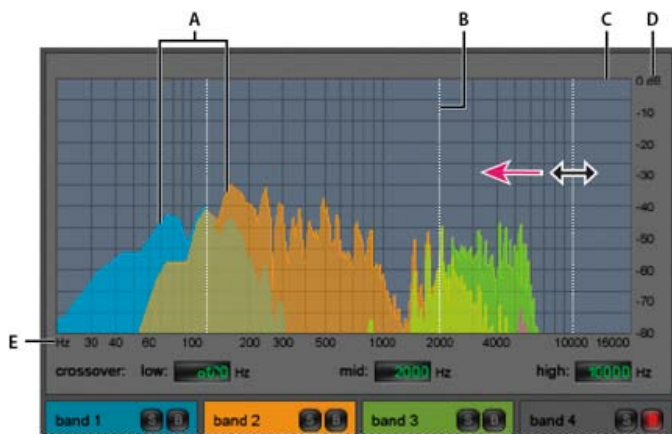 A B C D
0 dB
-10
-20
-30
-40
-50
-60
-70
-80
E
Hz 30 40 60 100 200 300 500 1000 2000 4000 10000 15000
crossover: low: Hz mid: 2000 Hz high: 10000 Hz
band 1 S B band 2 S B band 3 S B band 4 S